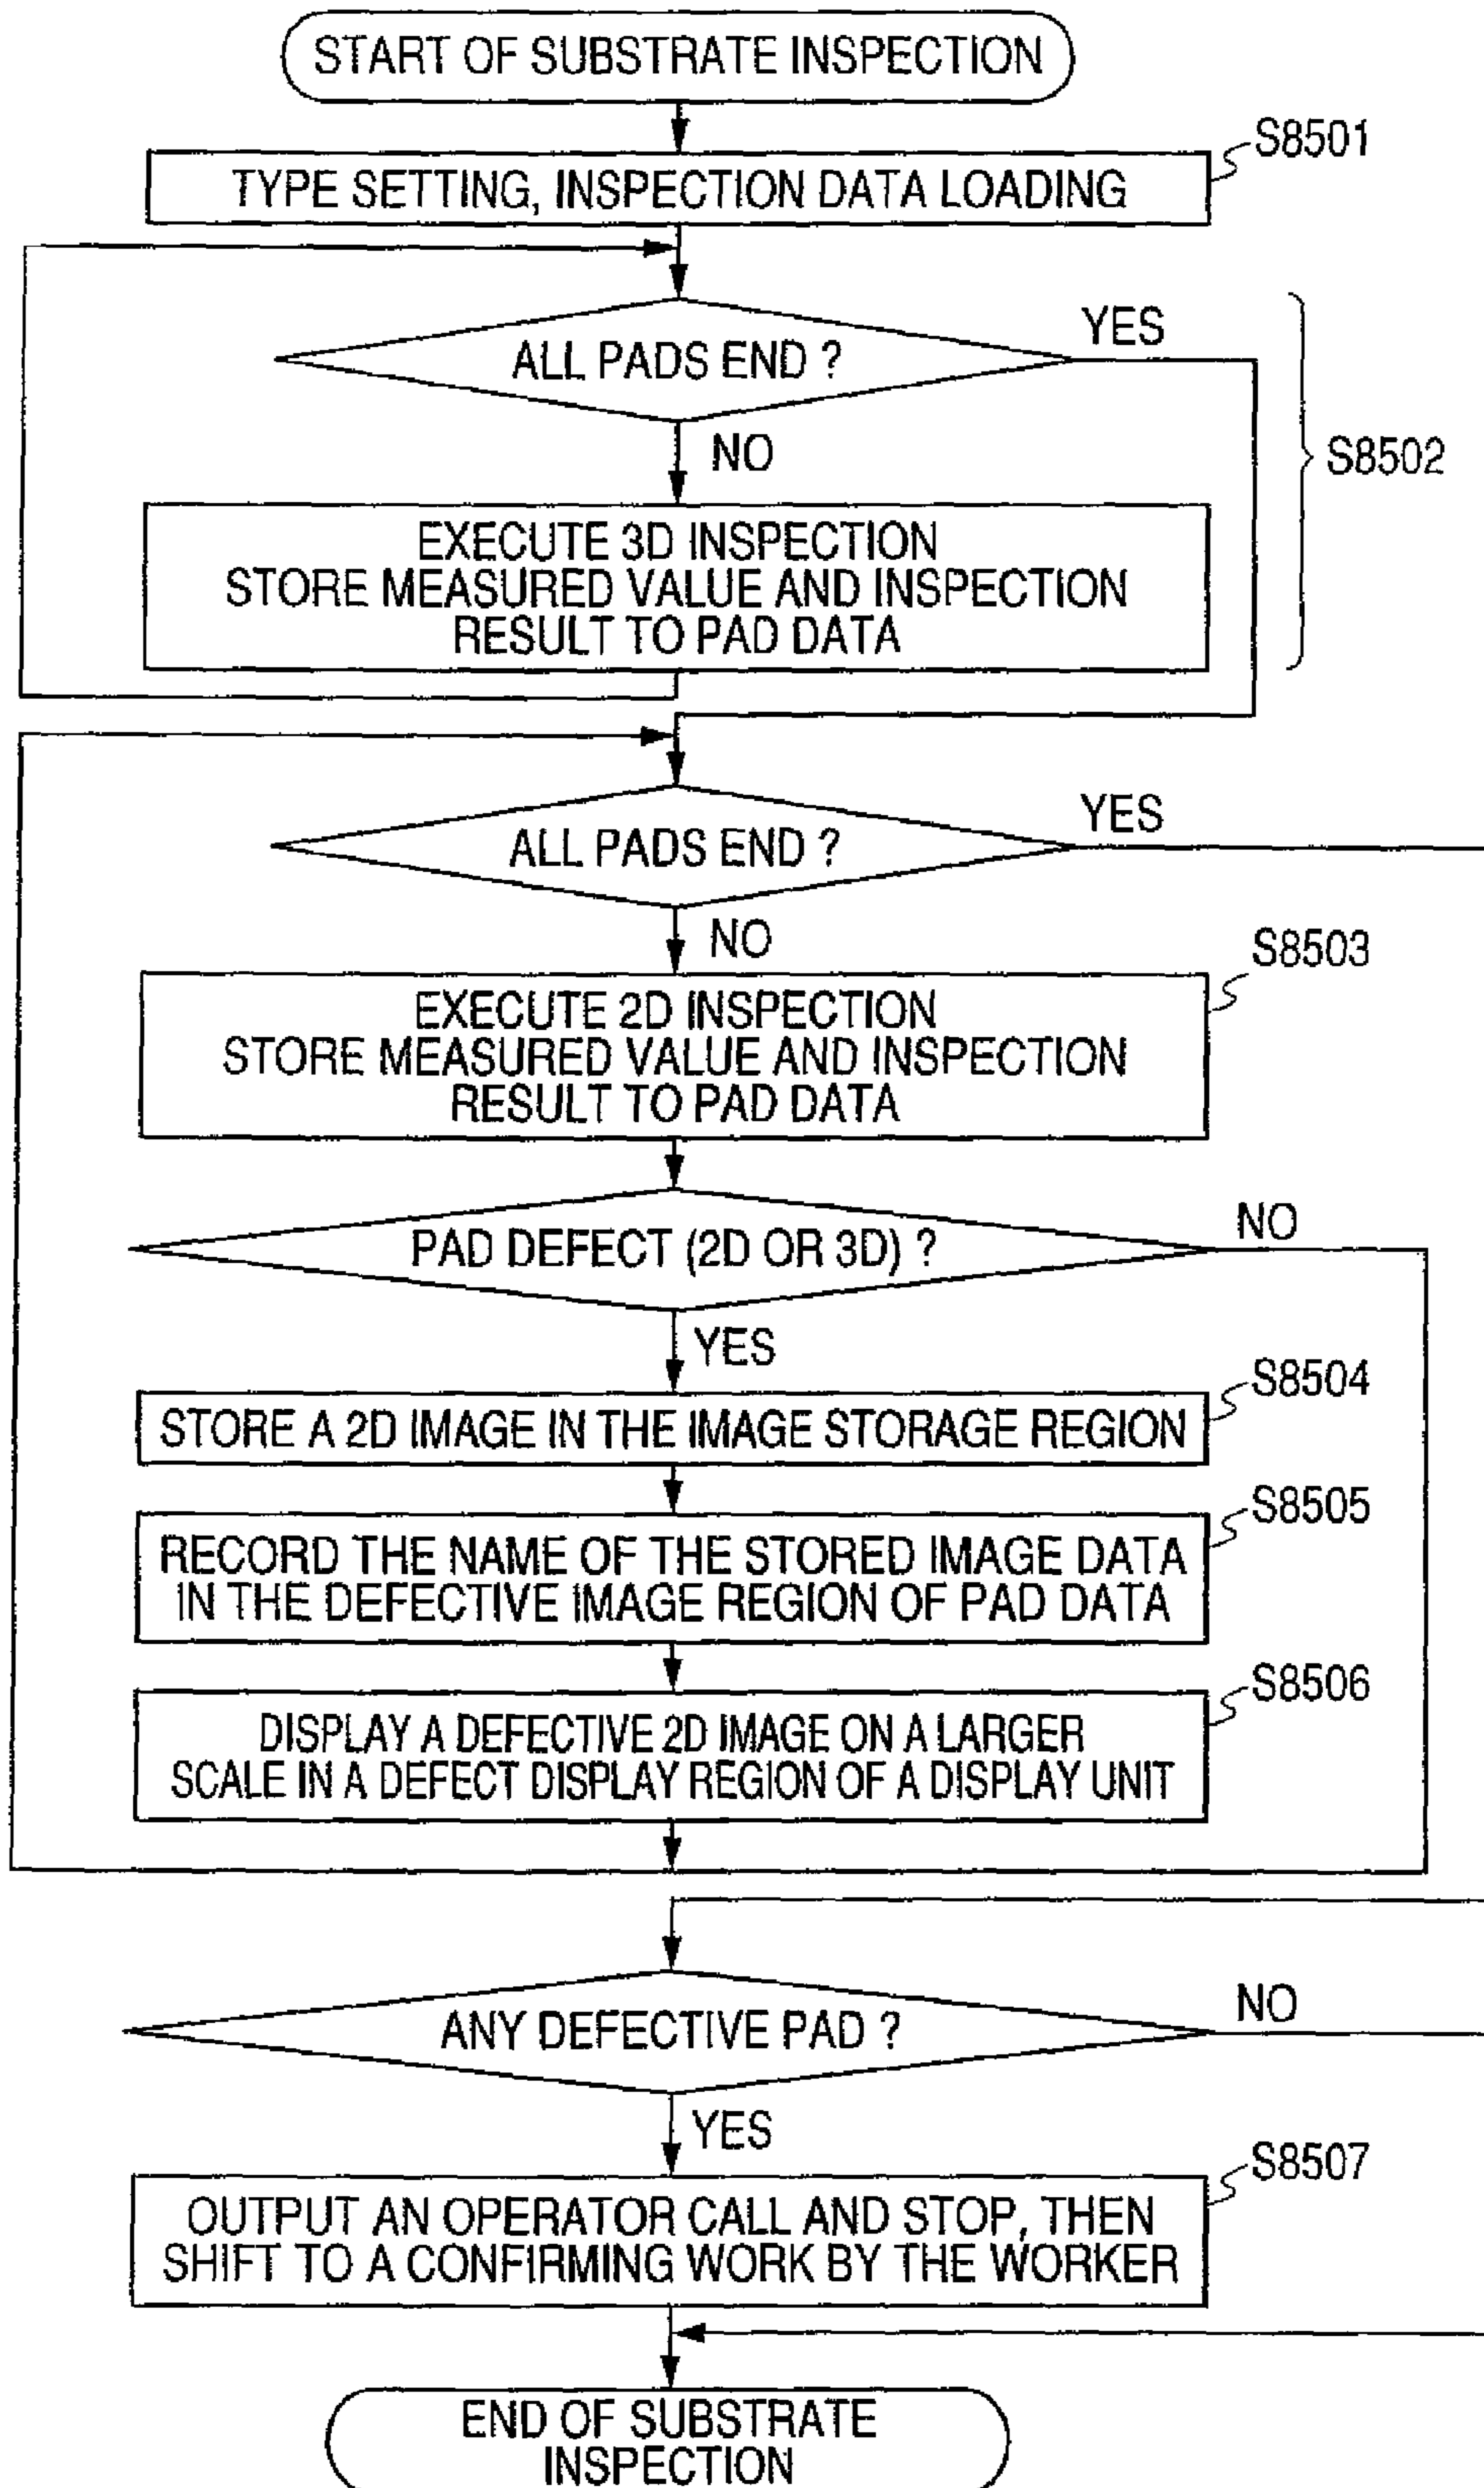 START OF SUBSTRATE INSPECTION
S8501
TYPE SETTING, INSPECTION DATA LOADING
YES
ALL PADS END ?
S8502
NO
EXECUTE 3D INSPECTION
STORE MEASURED VALUE AND INSPECTION
RESULT TO PAD DATA
YES
ALL PADS END ?
NO
S8503
EXECUTE 2D INSPECTION
STORE MEASURED VALUE AND INSPECTION
RESULT TO PAD DATA
NO
PAD DEFECT (2D OR 3D) ?
YES
S8504
STORE A 2D IMAGE IN THE IMAGE STORAGE REGION
S8505
RECORD THE NAME OF THE STORED IMAGE DATA
IN THE DEFECTIVE IMAGE REGION OF PAD DATA
S8506
DISPLAY A DEFECTIVE 2D IMAGE ON A LARGER
SCALE IN A DEFECT DISPLAY REGION OF A DISPLAY UNIT
NO
ANY DEFECTIVE PAD ?
YES
S8507
OUTPUT AN OPERATOR CALL AND STOP, THEN
SHIFT TO A CONFIRMING WORK BY THE WORKER
END OF SUBSTRATE
INSPECTION